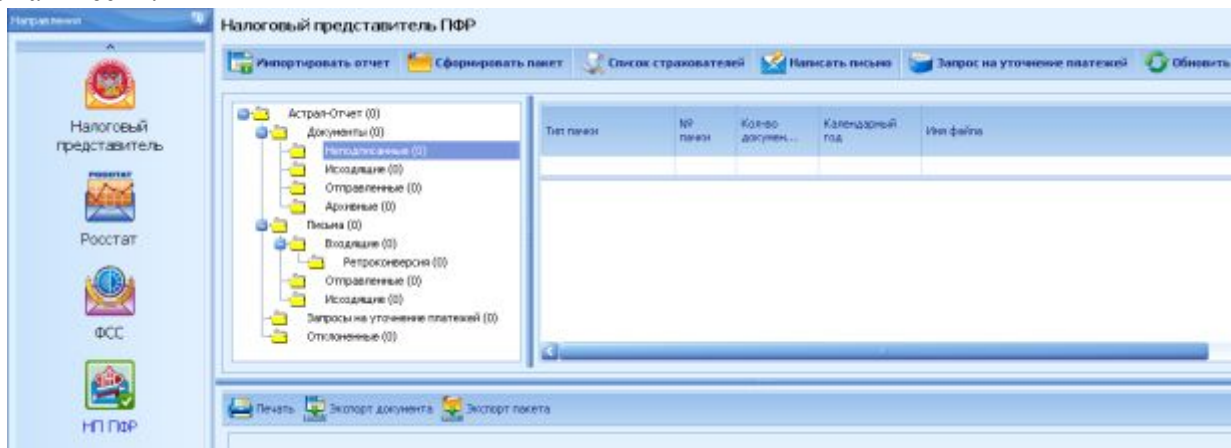 Направления
Налоговый представитель ПФР
Импортировать отчет Сформировать пакет Список страхователей Написать письмо Запрос на уточнение платежей Обновить
Налоговый
представитель
РОССТАТ
Росстат
ФСС
НП ПФР
Астрал-Отчет (0)
Документы (0)
Неподписанные (0)
Исходящие (0)
Отправленные (0)
Архивные (0)
Письма (0)
Входящие (0)
Ретроконверсия (0)
Отправленные (0)
Исходящие (0)
Запросы на уточнение платежей (0)
Отклоненные (0)
Тип пачки
№
пачки
Кол-во
докумен...
Календарный
год
Имя файла
Печать Экспорт документа Экспорт пакета